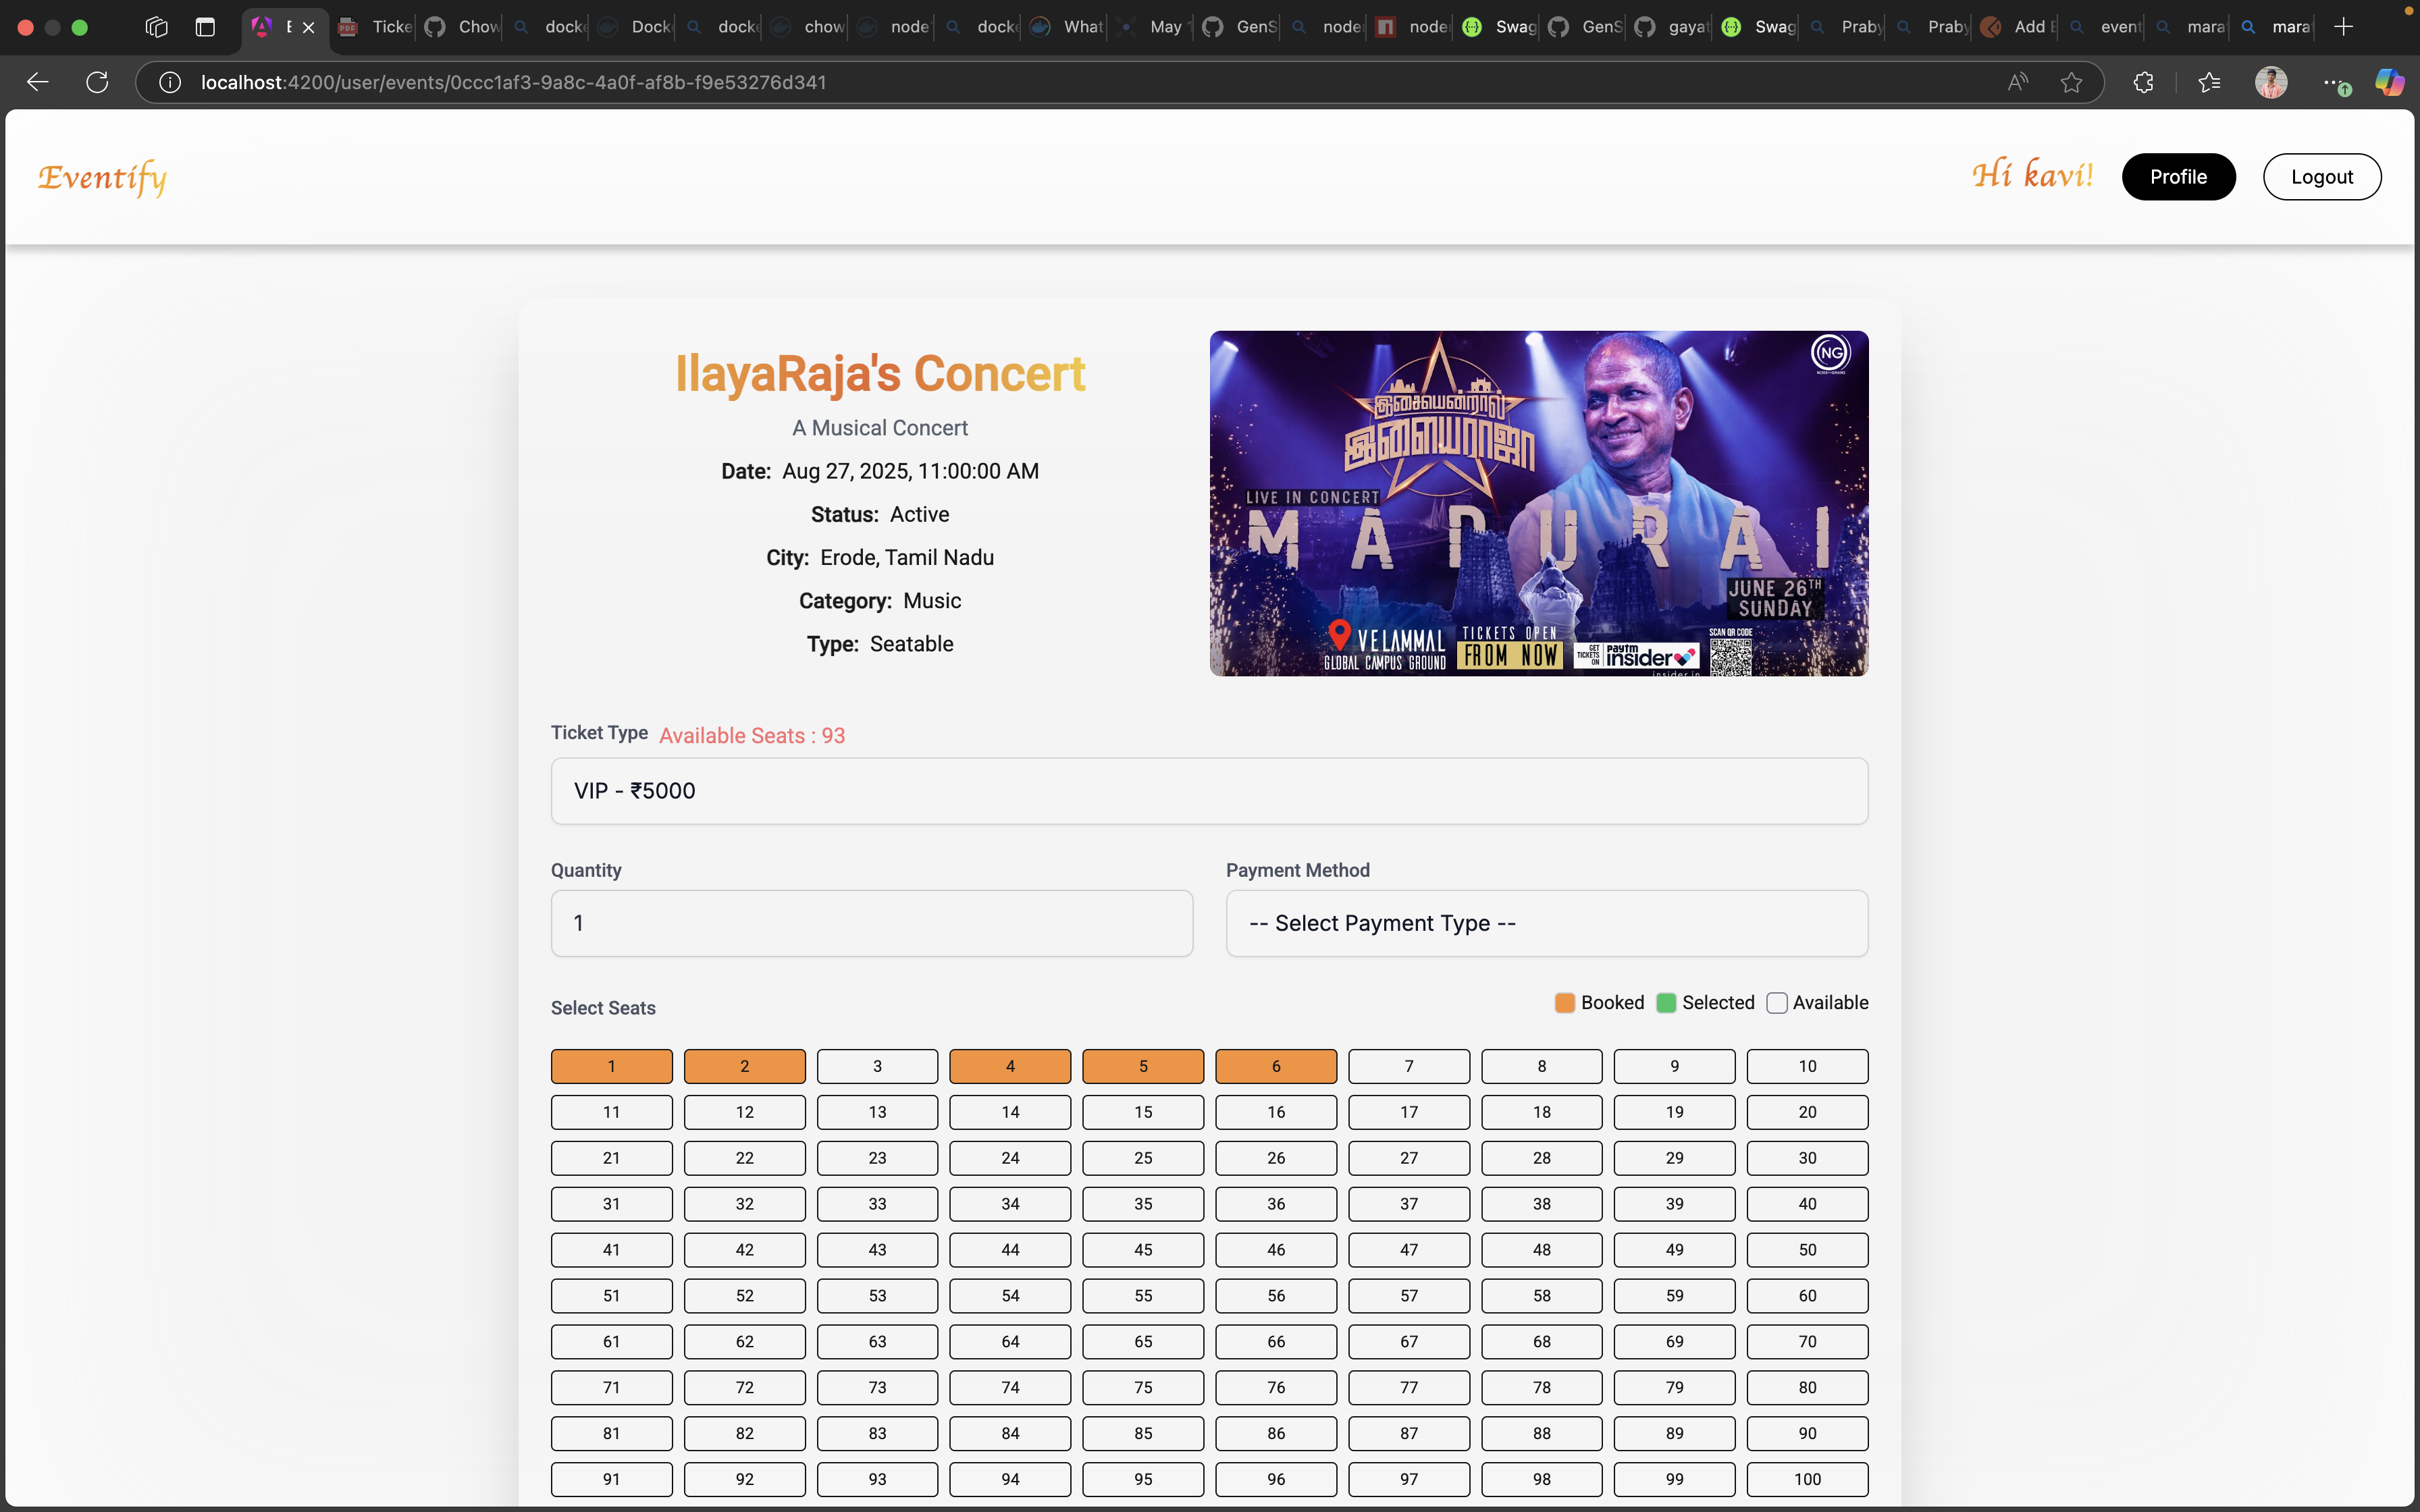 E
Ticke
Chow
docke
Dock
docke
chow
node
docke
What
May
GenS
node
node
Swag
GenS
gayat
Swag
Praby
Praby
Add E
event
mara
mara
localhost:4200/user/events/0ccc1af3-9a8c-4a0f-af8b-f9e53276d341
Eventify
Hi kavi!
Profile
Logout
IlayaRaja's Concert
A Musical Concert
Date: Aug 27, 2025, 11:00:00 AM
Status: Active
City: Erode, Tamil Nadu
Category: Music
Type: Seatable
NG
இசையென்றால்
இளையராஜா
LIVE IN CONCERT
MADURAI
JUNE 26TH
SUNDAY
VELAMMAL
GLOBAL CAMPUS GROUND
TICKETS OPEN
FROM NOW
GET
TICKETS
ON
paytm
insider
SCAN QR CODE
insider.in
Ticket Type Available Seats : 93
VIP - ₹5000
Quantity
1
Payment Method
-- Select Payment Type --
Select Seats
Booked Selected Available
1 2 3 4 5 6 7 8 9 10
11 12 13 14 15 16 17 18 19 20
21 22 23 24 25 26 27 28 29 30
31 32 33 34 35 36 37 38 39 40
41 42 43 44 45 46 47 48 49 50
51 52 53 54 55 56 57 58 59 60
61 62 63 64 65 66 67 68 69 70
71 72 73 74 75 76 77 78 79 80
81 82 83 84 85 86 87 88 89 90
91 92 93 94 95 96 97 98 99 100